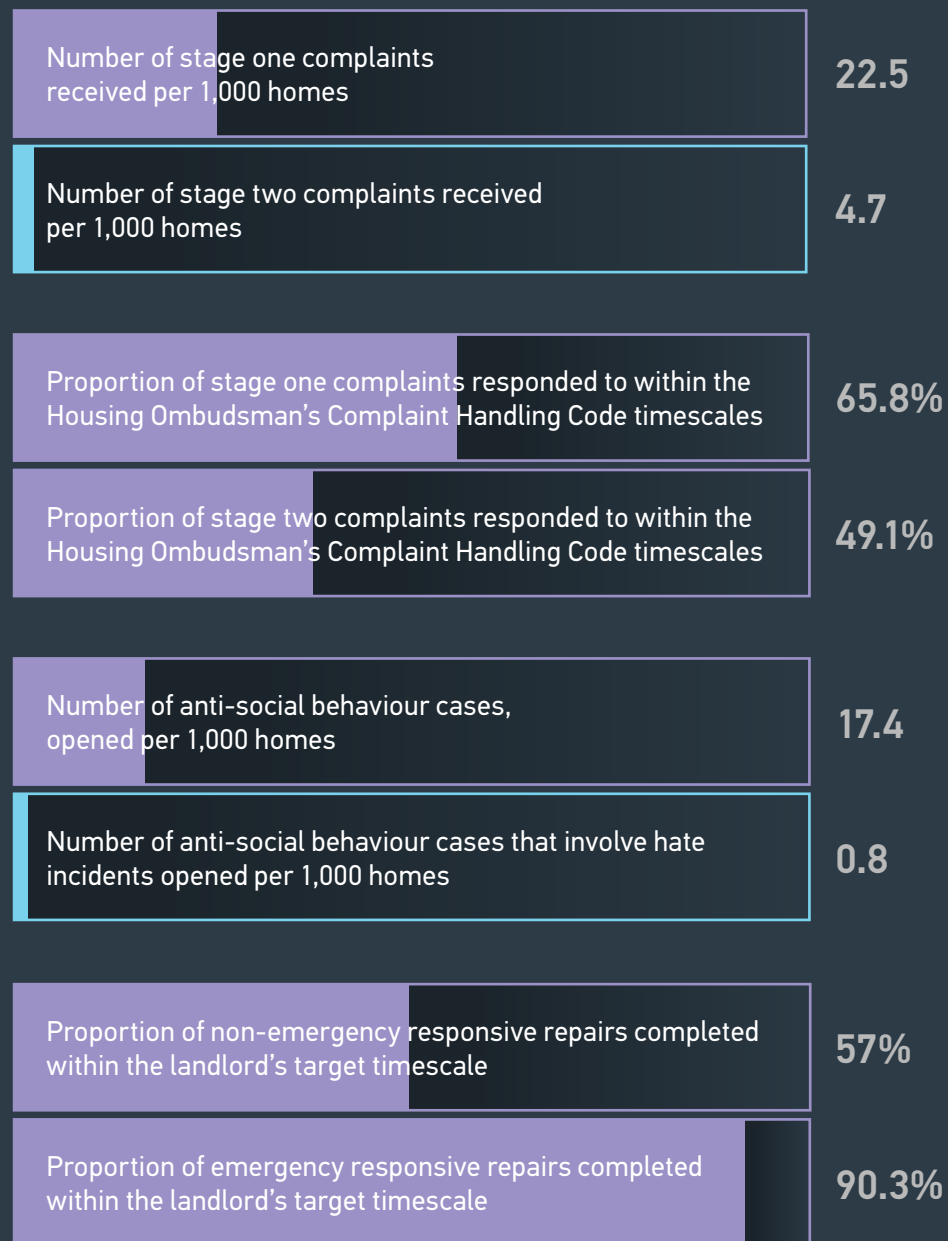 Number of stage one complaints
received per 1,000 homes
22.5
Number of stage two complaints received
per 1,000 homes
4.7
Proportion of stage one complaints responded to within the
Housing Ombudsman’s Complaint Handling Code timescales
65.8%
Proportion of stage two complaints responded to within the
Housing Ombudsman’s Complaint Handling Code timescales
49.1%
Number of anti-social behaviour cases,
opened per 1,000 homes
17.4
Number of anti-social behaviour cases that involve hate
incidents opened per 1,000 homes
0.8
Proportion of non-emergency responsive repairs completed
within the landlord’s target timescale
57%
Proportion of emergency responsive repairs completed
within the landlord’s target timescale
90.3%